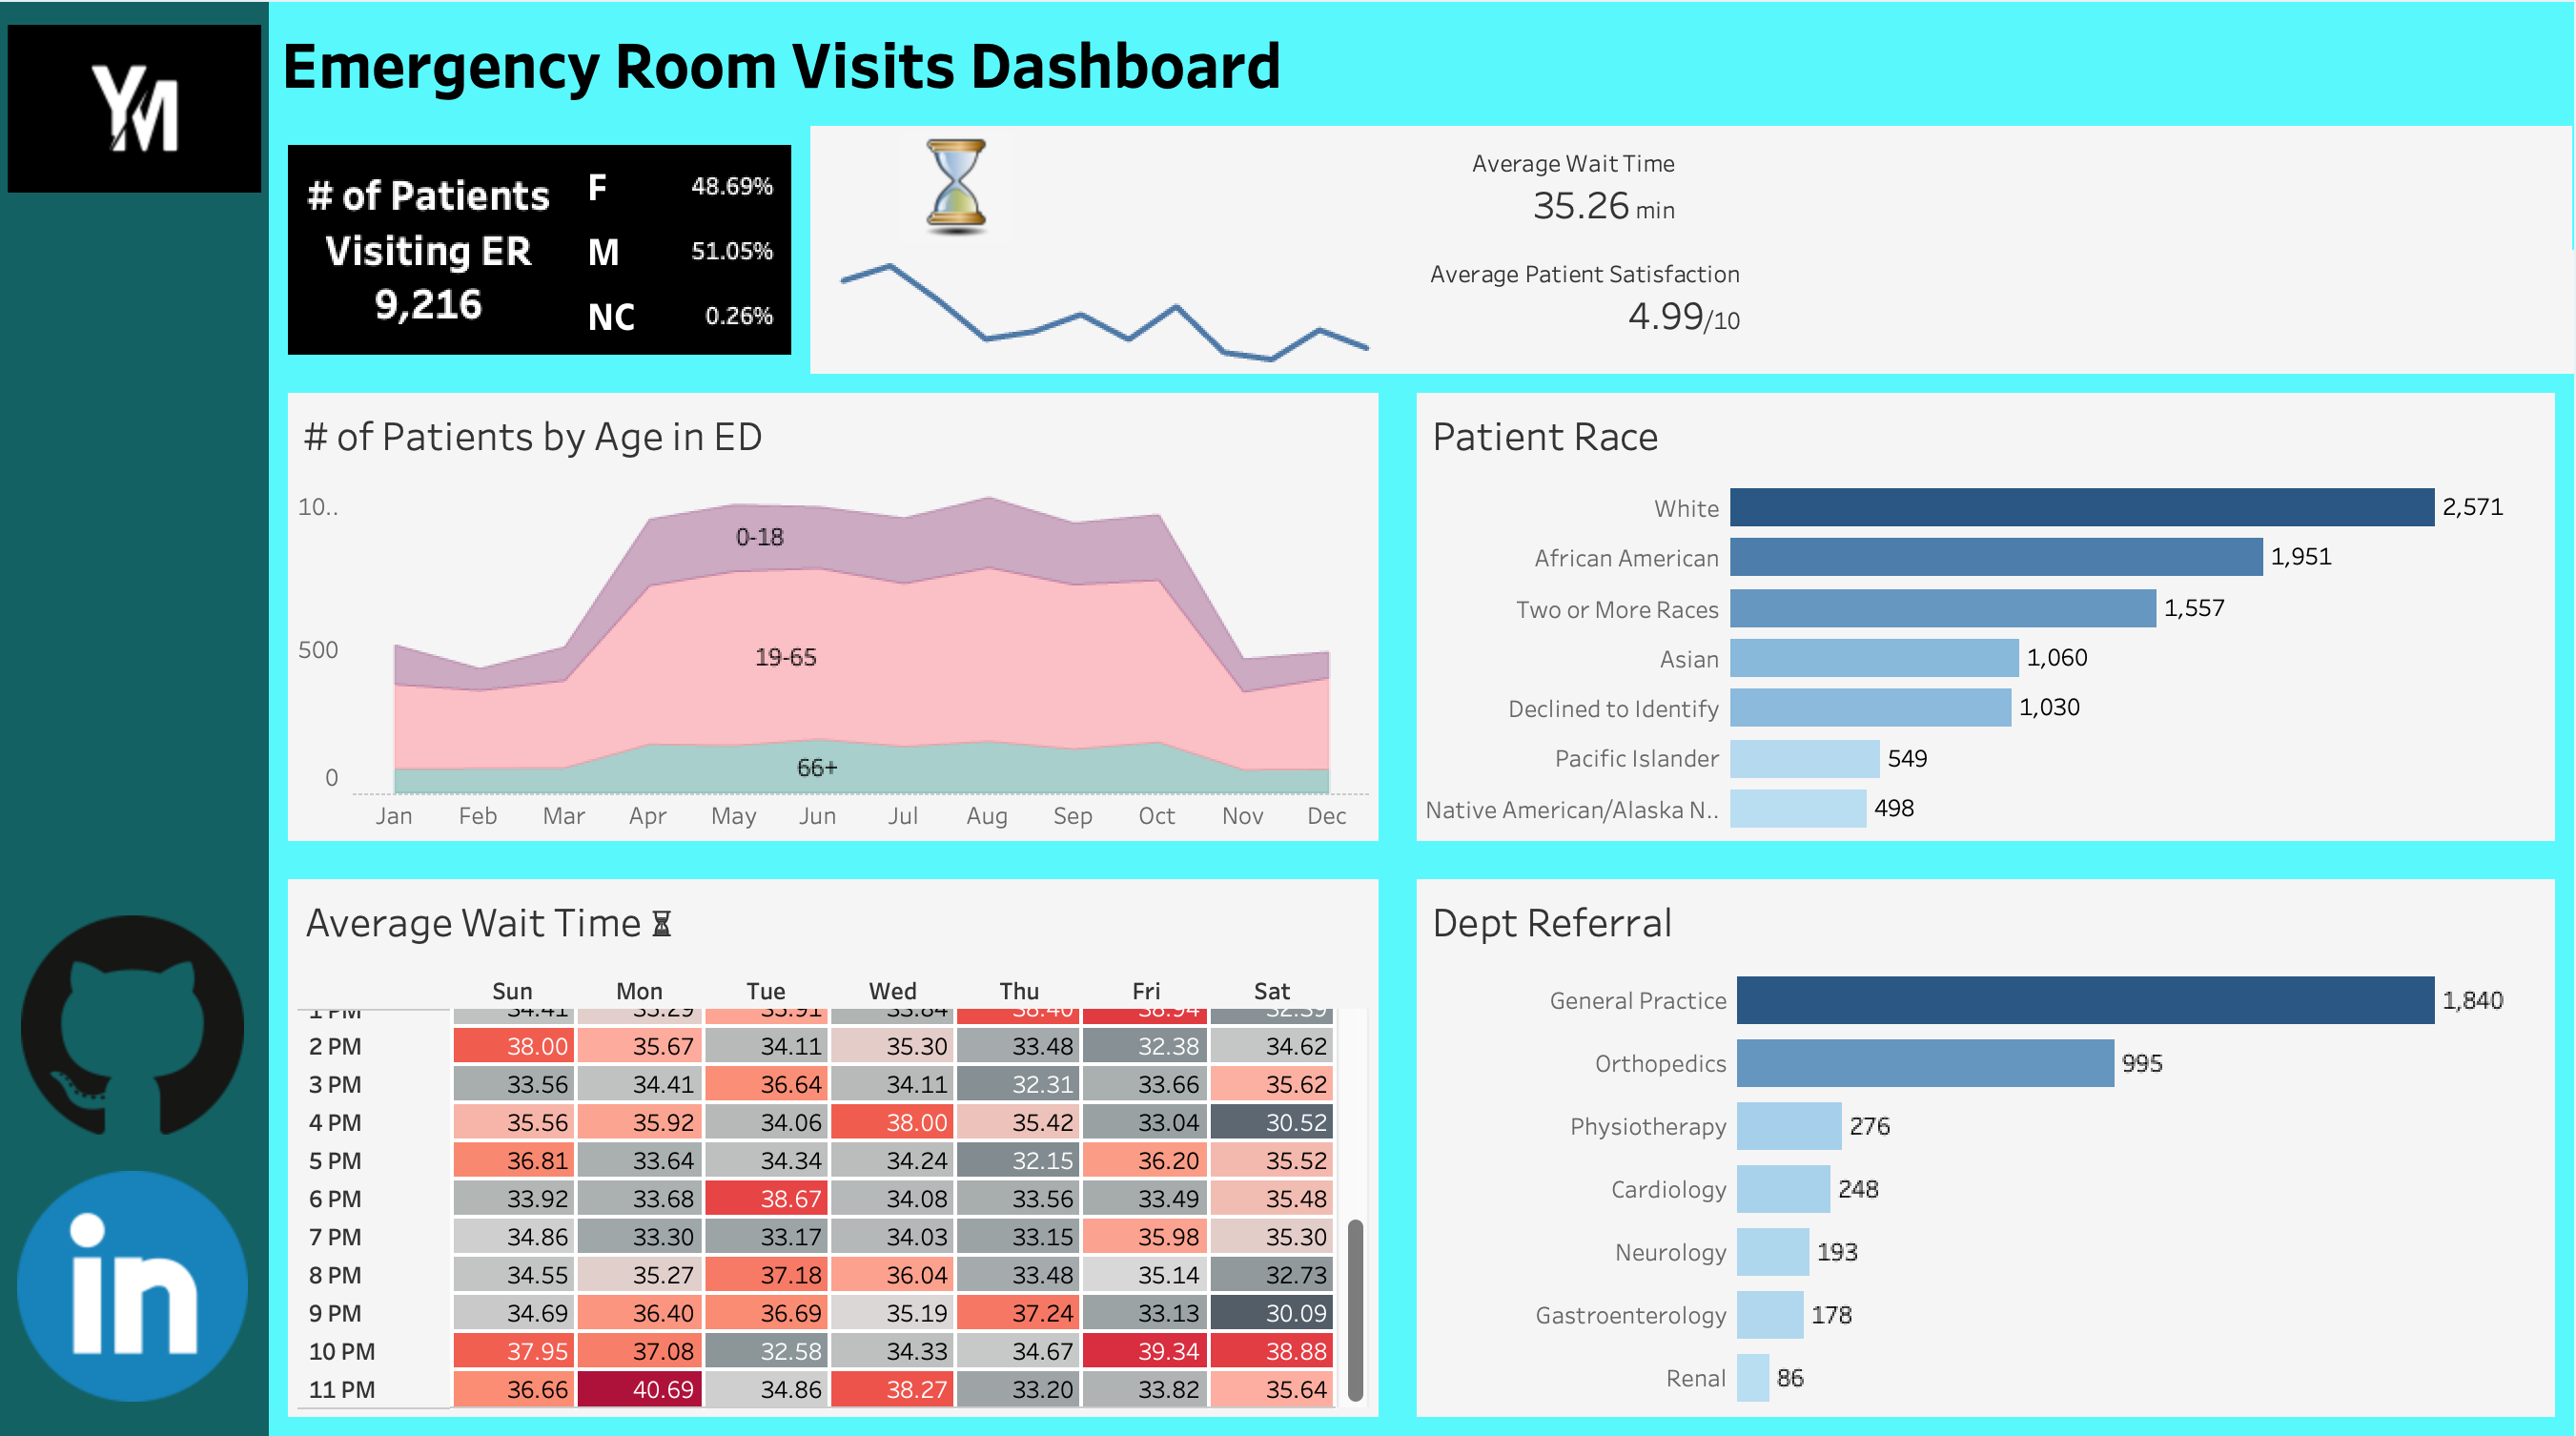 YM
Emergency Room Visits Dashboard
# of Patients
Visiting ER
9,216
F 48.69%
M 51.05%
NC 0.26%
Average Wait Time
35.26 min
Average Patient Satisfaction
4.99/10
# of Patients by Age in ED
10..
500
0
0-18
19-65
66+
Jan Feb Mar Apr May Jun Jul Aug Sep Oct Nov Dec
Patient Race
White 2,571
African American 1,951
Two or More Races 1,557
Asian 1,060
Declined to Identify 1,030
Pacific Islander 549
Native American/Alaska N.. 498
Average Wait Time
Sun Mon Tue Wed Thu Fri Sat
1 PM 34.41 35.29 35.91 33.84 38.40 38.94 32.39
2 PM 38.00 35.67 34.11 35.30 33.48 32.38 34.62
3 PM 33.56 34.41 36.64 34.11 32.31 33.66 35.62
4 PM 35.56 35.92 34.06 38.00 35.42 33.04 30.52
5 PM 36.81 33.64 34.34 34.24 32.15 36.20 35.52
6 PM 33.92 33.68 38.67 34.08 33.56 33.49 35.48
7 PM 34.86 33.30 33.17 34.03 33.15 35.98 35.30
8 PM 34.55 35.27 37.18 36.04 33.48 35.14 32.73
9 PM 34.69 36.40 36.69 35.19 37.24 33.13 30.09
10 PM 37.95 37.08 32.58 34.33 34.67 39.34 38.88
11 PM 36.66 40.69 34.86 38.27 33.20 33.82 35.64
Dept Referral
General Practice 1,840
Orthopedics 995
Physiotherapy 276
Cardiology 248
Neurology 193
Gastroenterology 178
Renal 86
in